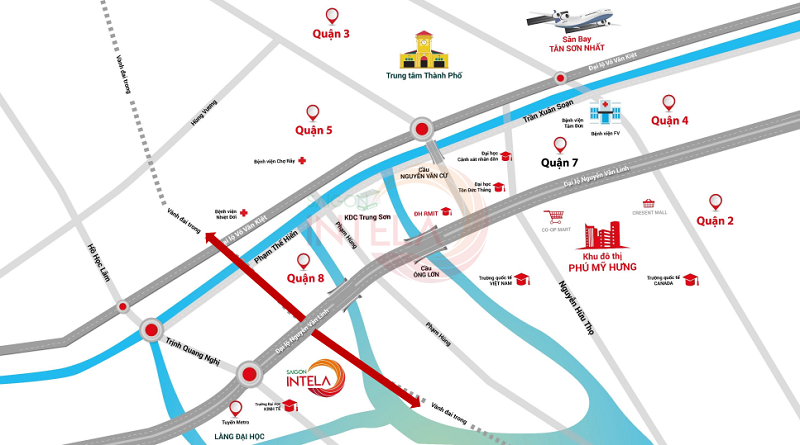 Quận 3
Sân Bay
TÂN SƠN NHẤT
Trung tâm Thành Phố
Đại lộ Võ Văn Kiệt
Vành đai trong
Hùng Vương
Trần Xuân Soạn
Quận 5
Bệnh viện
Tâm Đức
Bệnh viện FV
Quận 4
Bệnh viện Chợ Rẫy
Đại học
Cảnh sát nhân dân
Quận 7
Cầu
NGUYỄN VĂN CỪ
Đại lộ Nguyễn Văn Linh
Đại học
Tôn Đức Thắng
SAIGON
INTELA
Vành đai trong
Bệnh viện
Nhiệt Đới
KDC Trung Sơn
ĐH RMIT
CRESENT MALL
Quận 2
Đại lộ Võ Văn Kiệt
Phạm Thế Hiển
Phạm Hùng
CO-OP MART
Khu đô thị
PHÚ MỸ HƯNG
Hồ Học Lãm
Quận 8
Cầu
ÔNG LỚN
Trường quốc tế
VIỆT NAM
Trường quốc tế
CANADA
Nguyễn Hữu Thọ
Trịnh Quang Nghị
Đại lộ Nguyễn Văn Linh
Phạm Hùng
SAIGON
INTELA
Tuyến Metro
Trường Đại Học
KINH TẾ
Vành đai trong
LÀNG ĐẠI HỌC